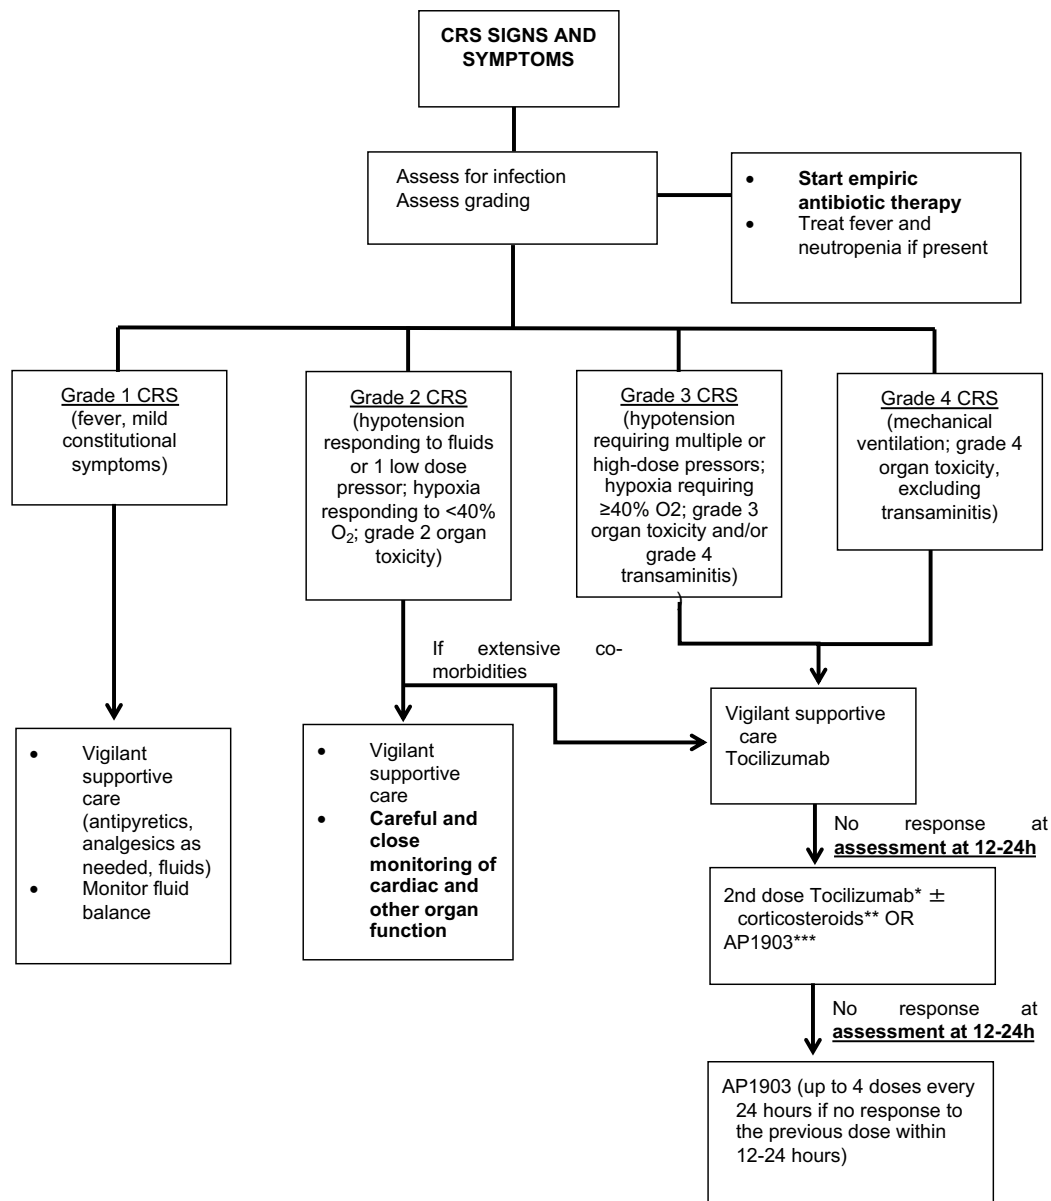 CRS SIGNS AND
SYMPTOMS
Assess for infection
Assess grading
• Start empiric
antibiotic therapy
• Treat fever and
neutropenia if present
Grade 1 CRS
(fever, mild
constitutional
symptoms)
Grade 2 CRS
(hypotension
responding to fluids
or 1 low dose
pressor; hypoxia
responding to <40%
O₂; grade 2 organ
toxicity)
Grade 3 CRS
(hypotension
requiring multiple or
high-dose pressors;
hypoxia requiring
≥40% O2; grade 3
organ toxicity and/or
grade 4
transaminitis)
)
Grade 4 CRS
(mechanical
ventilation; grade 4
organ toxicity,
excluding
transaminitis)
If extensive co-
morbidities
• Vigilant
supportive
care
(antipyretics,
analgesics as
needed, fluids)
• Monitor fluid
balance
• Vigilant
supportive
care
• Careful and
close
monitoring of
cardiac and
other organ
function
Vigilant supportive
care
Tocilizumab
No response at
assessment at 12-24h
2nd dose Tocilizumab* ±
corticosteroids** OR
AP1903***
No response at
assessment at 12-24h
AP1903 (up to 4 doses every
24 hours if no response to
the previous dose within
12-24 hours)